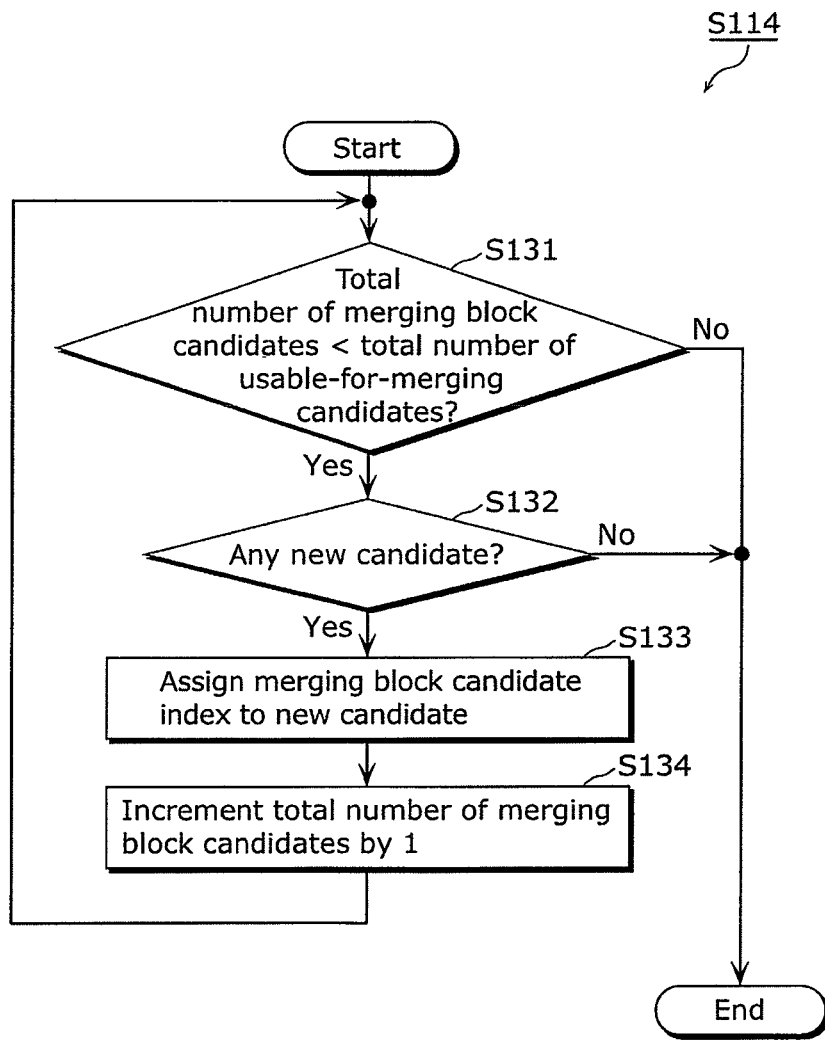 S114
Start
S131
Total
number of merging block
candidates < total number of
usable-for-merging
candidates?
No
Yes
S132
Any new candidate?
No
Yes
S133
Assign merging block candidate
index to new candidate
S134
Increment total number of merging
block candidates by 1
End